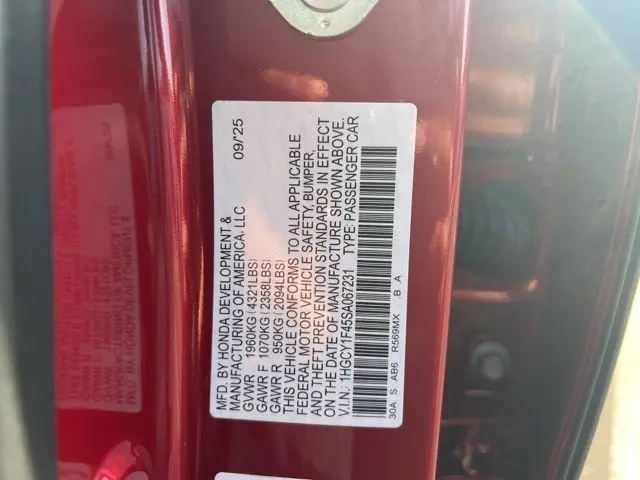 MFD. BY HONDA DEVELOPMENT & 09/'25
MANUFACTURING OF AMERICA, LLC
GVWR 1960KG(4321LBS)
GAWR F 1070KG(2358LBS)
GAWR R 950KG(2094LBS)
THIS VEHICLE CONFORMS TO ALL APPLICABLE
FEDERAL MOTOR VEHICLE SAFETY, BUMPER,
AND THEFT PREVENTION STANDARDS IN EFFECT
ON THE DATE OF MANUFACTURE SHOWN ABOVE.
V.I.N.: 1HGCY1F45SA067231 TYPE:PASSENGER CAR
30A S AB6 R569MX .B A